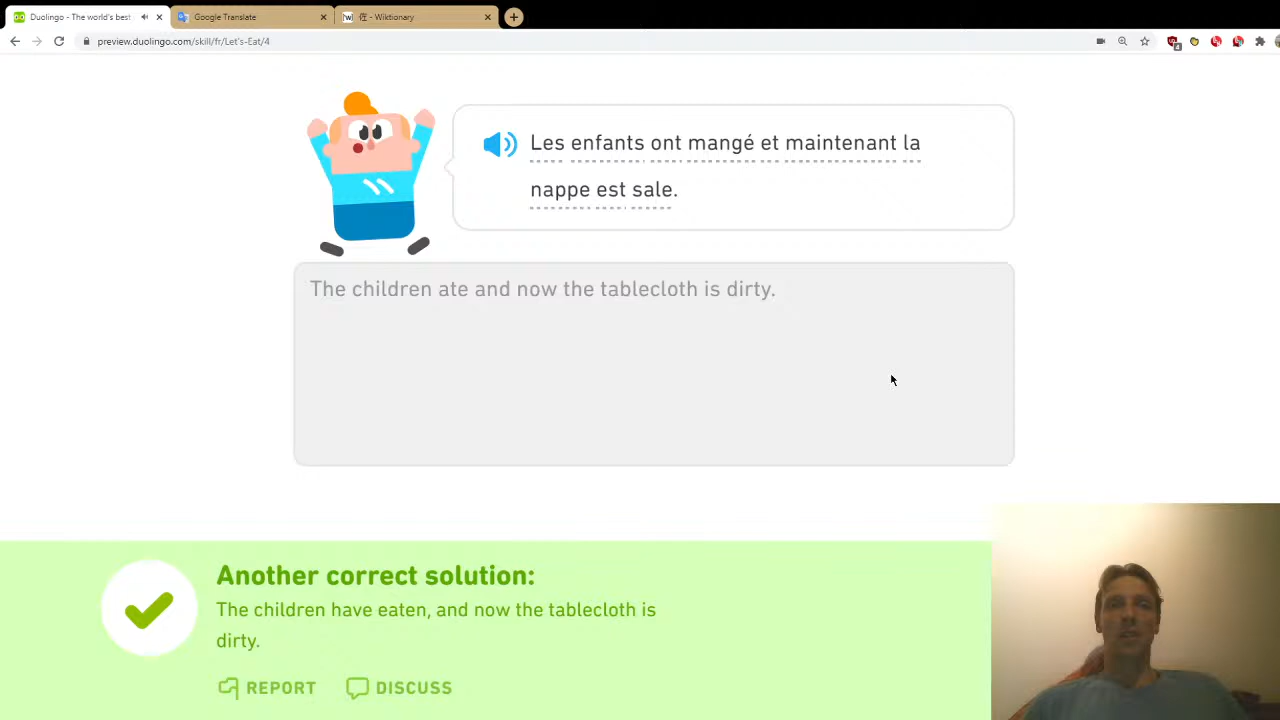 Duolingo - The world's best
Google Translate
W
- Wiktionary
preview.duolingo.com/skill/fr/Let's-Eat/4
Les enfants ont mangé et maintenant la
nappe est sale.
The children ate and now the tablecloth is dirty.
Another correct solution:
The children have eaten, and now the tablecloth is
dirty.
REPORT
DISCUSS